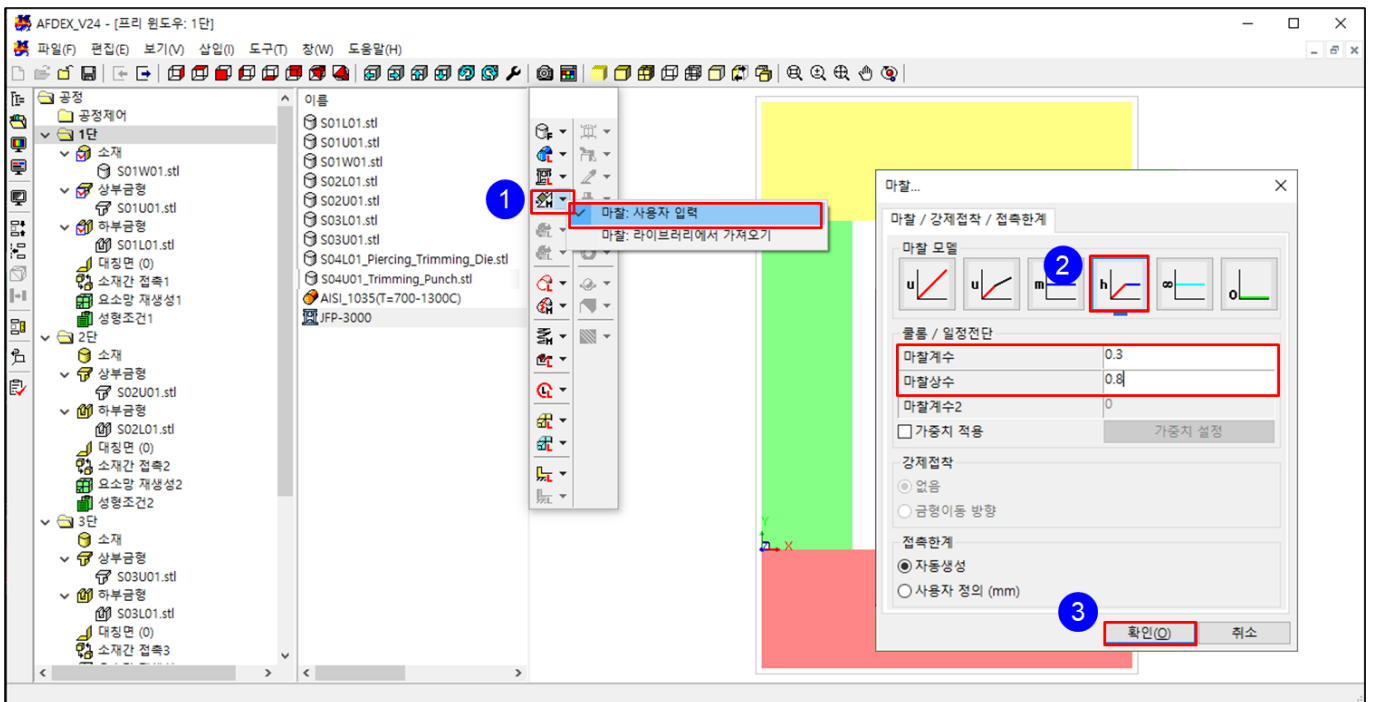 AFDEX_V24 - [프리 윈도우: 1단]
파일(F) 편집(E) 보기(V) 삽입(I) 도구(T) 창(W) 도움말(H)
공정
공정제어
1단
소재
S01W01.stl
상부금형
S01U01.stl
하부금형
S01L01.stl
대칭면 (0)
소재간 접촉1
요소망 재생성1
성형조건1
2단
소재
상부금형
S02U01.stl
하부금형
S02L01.stl
대칭면 (0)
소재간 접촉2
요소망 재생성2
성형조건2
3단
소재
상부금형
S03U01.stl
하부금형
S03L01.stl
대칭면 (0)
소재간 접촉3
이름
S01L01.stl
S01U01.stl
S01W01.stl
S02L01.stl
S02U01.stl
S03L01.stl
S03U01.stl
S04L01_Piercing_Trimming_Die.stl
S04U01_Trimming_Punch.stl
AISI_1035(T=700-1300C)
JFP-3000
1
마찰: 사용자 입력
마찰: 라이브러리에서 가져오기
Y
Z X
마찰...
마찰 / 강제접착 / 접촉한계
마찰 모델
2
u u m h ∞ 0
쿨롬 / 일정전단
마찰계수 0.3
마찰상수 0.8
마찰계수2 0
가중치 적용 가중치 설정
강제접착
없음
금형이동 방향
접촉한계
자동생성
사용자 정의 (mm)
3
확인(O) 취소